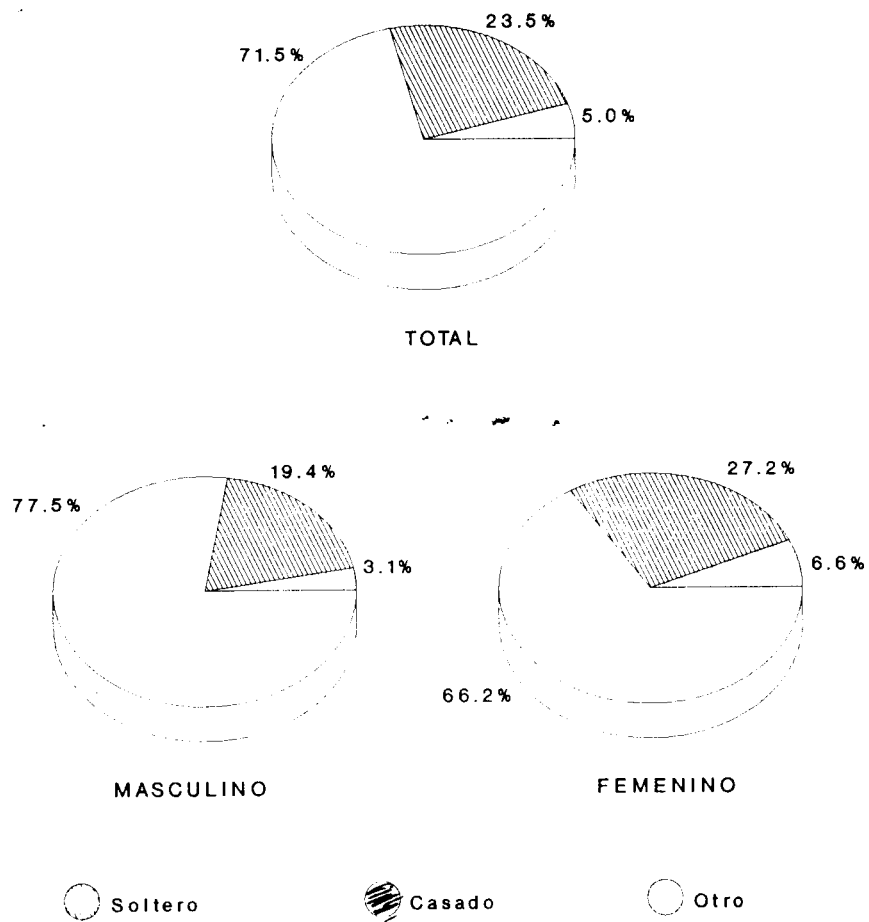 23.5%
71.5%
5.0%
TOTAL
19.4%
77.5%
3.1%
MASCULINO
27.2%
6.6%
66.2%
FEMENINO
Soltero
Casado
Otro